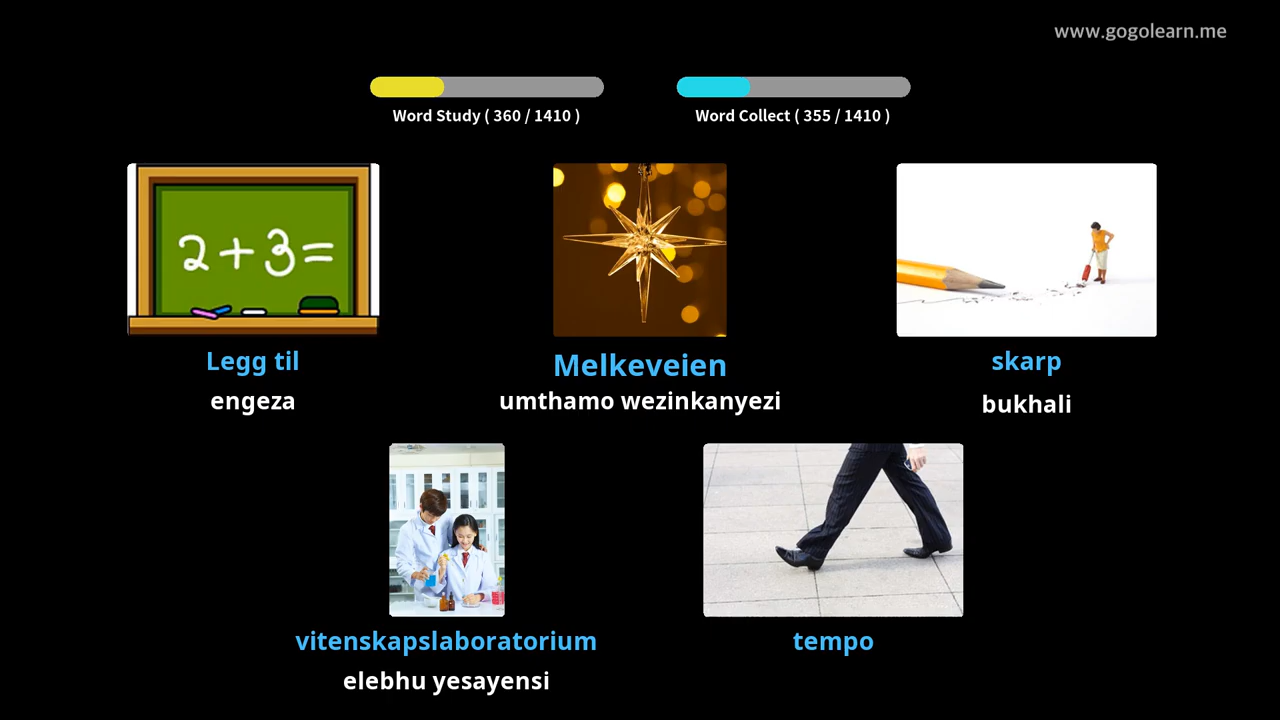 www.gogolearn.me
Word Study ( 360 / 1410 )
Word Collect ( 355 / 1410 )
2+3=
Legg til
engeza
Melkeveien
umthamo wezinkanyezi
skarp
bukhali
vitenskapslaboratorium
elebhu yesayensi
tempo